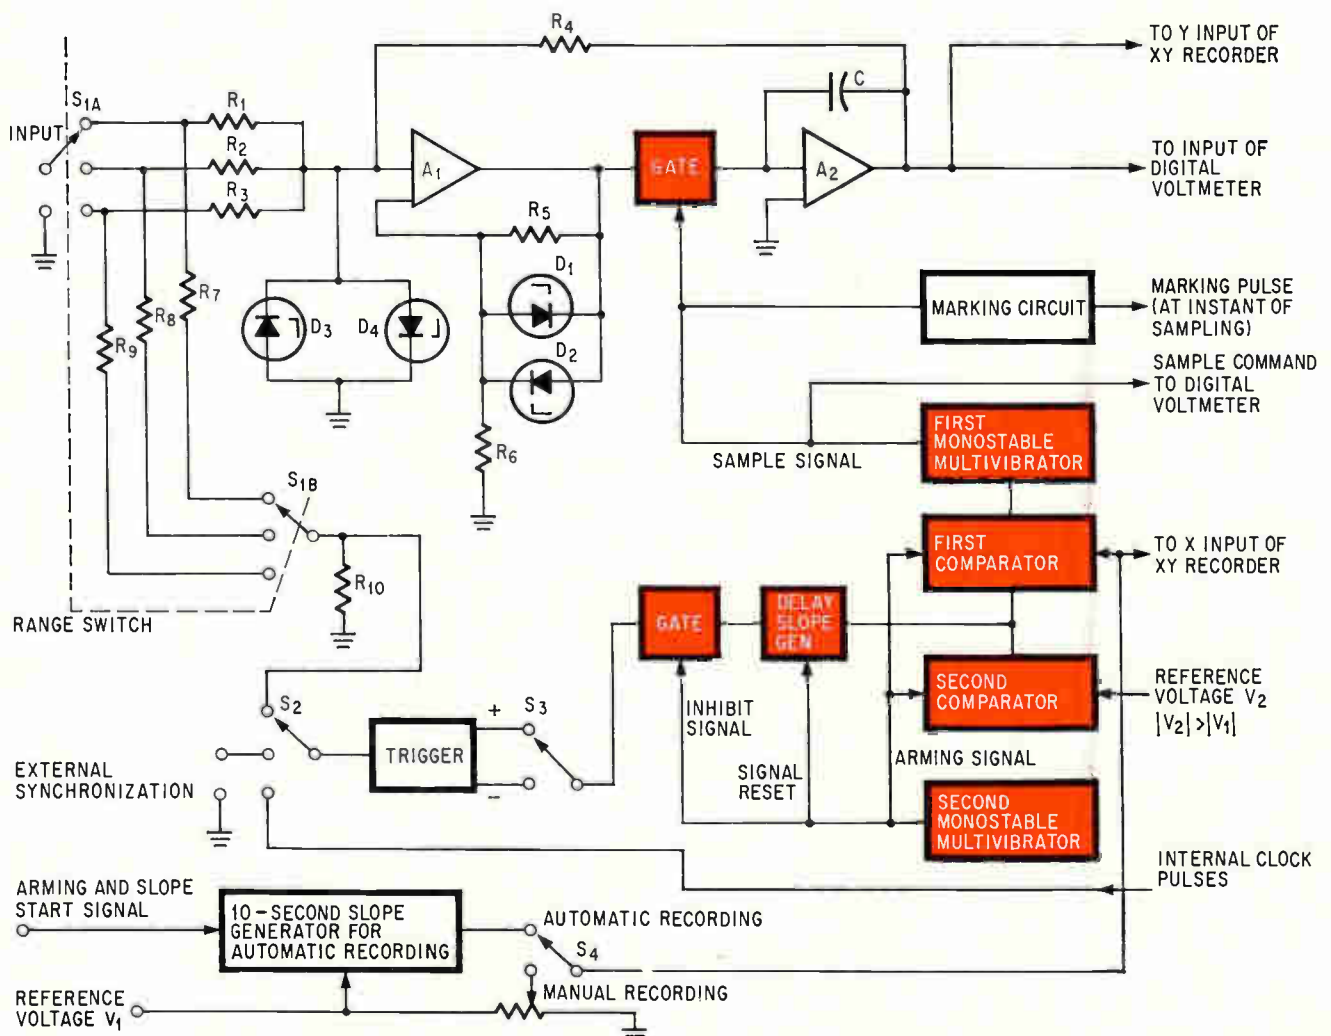 R4
TO Y INPUT OF
XY RECORDER
C
S1A
R1
INPUT
R2
A1
GATE
A2
TO INPUT OF
DIGITAL
VOLTMETER
R3
R5
D1
R7
MARKING CIRCUIT
MARKING PULSE
(AT INSTANT OF
SAMPLING)
R8
D3
D4
R9
D2
SAMPLE COMMAND
TO DIGITAL
VOLTMETER
R6
FIRST
MONOSTABLE
MULTIVIBRATOR
SAMPLE SIGNAL
S1B
FIRST
COMPARATOR
TO X INPUT OF
XY RECORDER
R10
RANGE SWITCH
GATE
DELAY
SLOPE
GEN
SECOND
COMPARATOR
REFERENCE
VOLTAGE V2
|V2|>|V1|
S2
+
S3
INHIBIT
SIGNAL
TRIGGER
-
ARMING SIGNAL
EXTERNAL
SYNCHRONIZATION
SIGNAL
RESET
SECOND
MONOSTABLE
MULTIVIBRATOR
INTERNAL CLOCK
PULSES
ARMING AND SLOPE
START SIGNAL
10-SECOND SLOPE
GENERATOR FOR
AUTOMATIC RECORDING
AUTOMATIC RECORDING
S4
MANUAL RECORDING
REFERENCE
VOLTAGE V1